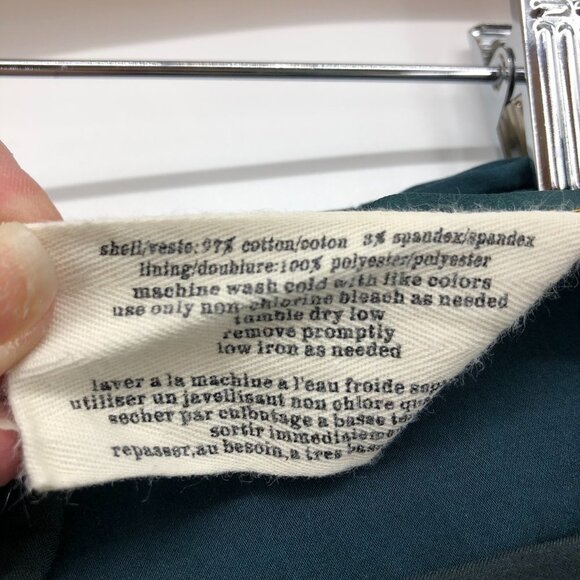 shell/veste: 97% cotton/coton 3% spandex/spandex
lining/doublure: 100% polyester/polyester
machine wash cold with like colors
use only non-chlorine bleach as needed
tumble dry low
remove promptly
low iron as needed
laver a la machine a l'eau froide
utiliser un javellisant non chlore
secher par culbutage a basse
sortir
repasser, au besoin, a tres